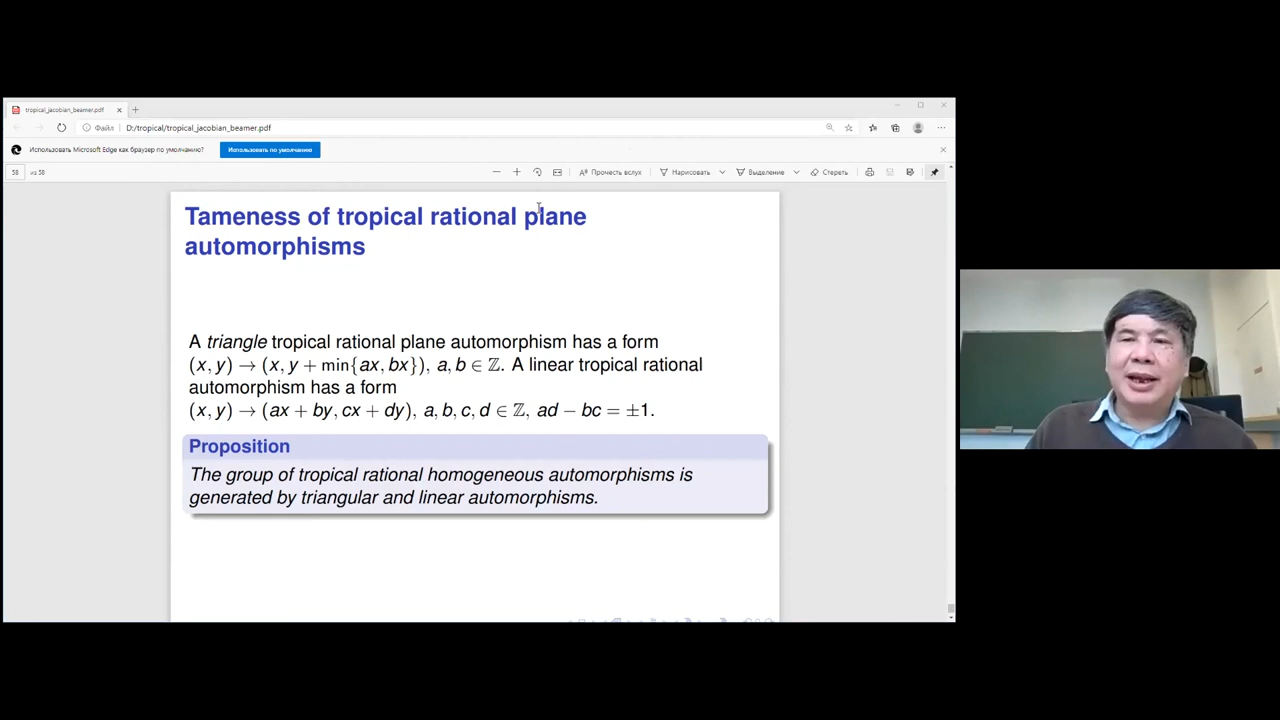 tropical_jacobian_beamer.pdf
Файл D:/tropical/tropical_jacobian_beamer.pdf
Использовать Microsoft Edge как браузер по умолчанию? Использовать по умолчанию
58 из 58 Прочесть вслух Нарисовать Выделение Стереть
Tameness of tropical rational plane
automorphisms
A triangle tropical rational plane automorphism has a form
(x, y) → (x, y + min{ax, bx}), a, b ∈ ℤ. A linear tropical rational
automorphism has a form
(x, y) → (ax + by, cx + dy), a, b, c, d ∈ ℤ, ad − bc = ±1.
Proposition
The group of tropical rational homogeneous automorphisms is
generated by triangular and linear automorphisms.